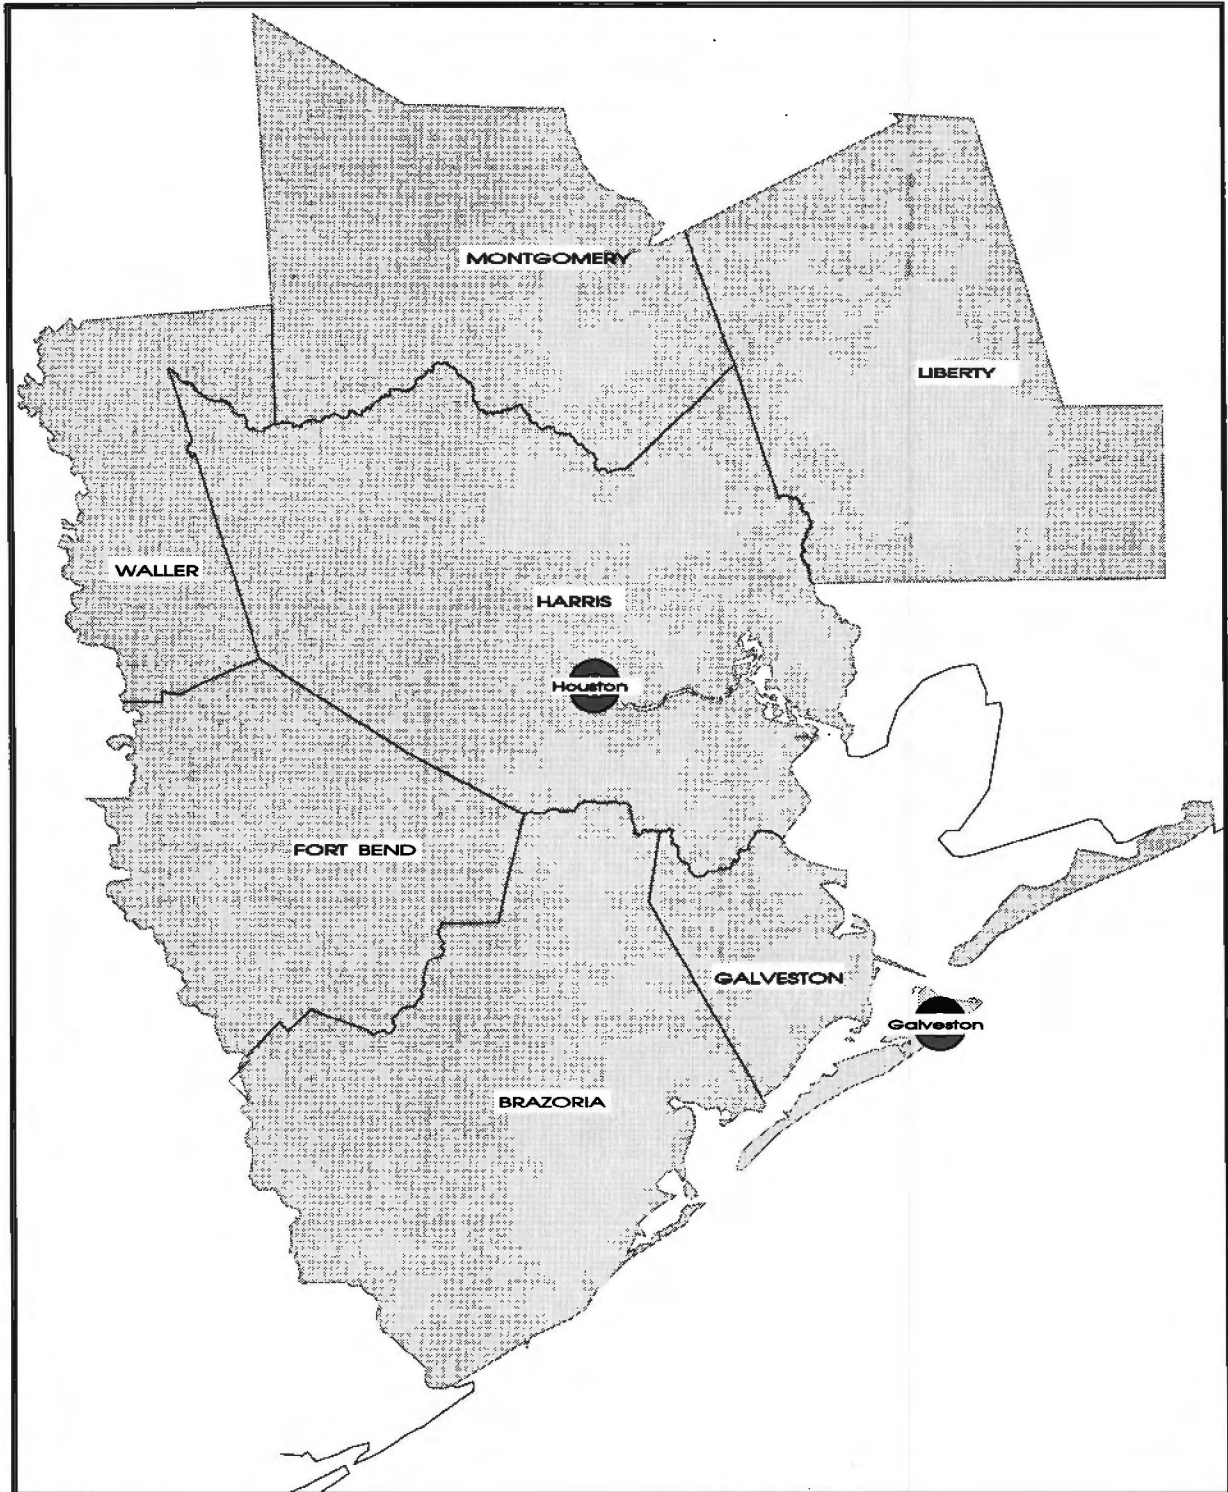 MONTGOMERY
LIBERTY
WALLER
HARRIS
Houston
FORT BEND
GALVESTON
Galveston
BRAZORIA